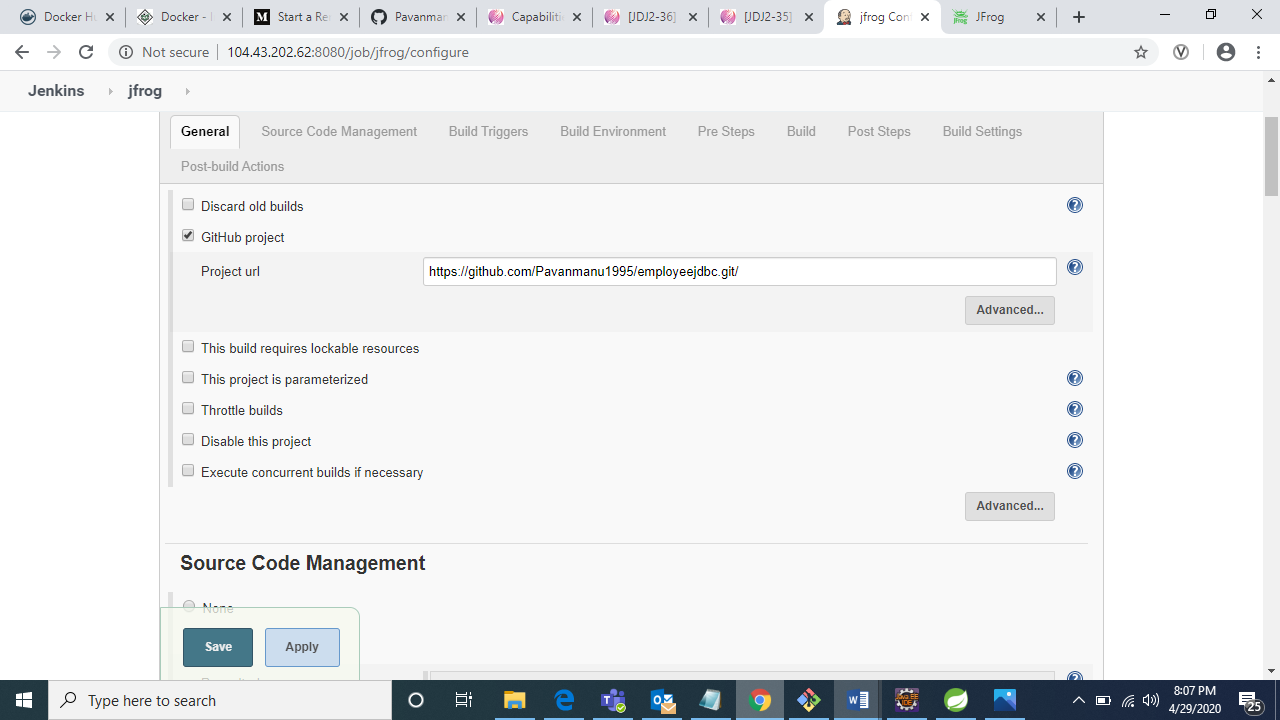 Docker Hu
Docker - I
Start a Re
Pavanman
Capabiliti
[JDJ2-36]
[JDJ2-35]
jfrog Conf
JFrog
Not secure
104.43.202.62:8080/job/jfrog/configure
Jenkins
jfrog
General
Source Code Management
Build Triggers
Build Environment
Pre Steps
Build
Post Steps
Build Settings
Post-build Actions
Discard old builds
GitHub project
Project url
https://github.com/Pavanmanu1995/employeejdbc.git/
Advanced...
This build requires lockable resources
This project is parameterized
Throttle builds
Disable this project
Execute concurrent builds if necessary
Advanced...
Source Code Management
None
Save
Apply
Type here to search
8:07 PM
4/29/2020
25